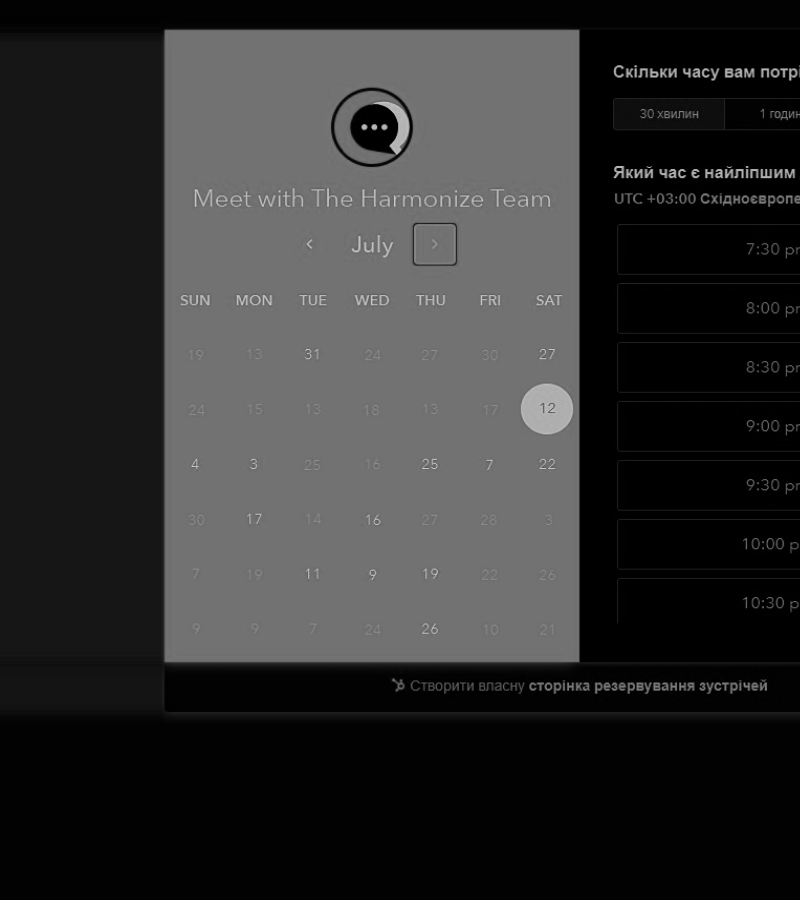 Meet with The Harmonize Team
July
SUN MON TUE WED THU FRI SAT
19 13 31 24 27 30 27
24 15 13 18 13 17 12
4 3 25 16 25 7 22
30 17 14 16 27 28 3
7 19 11 9 19 22 26
9 9 7 24 26 10 21
Скільки часу вам потрі
30 хвилин 1 годин
Який час є найліпшим
UTC +03:00 Східноєвропе
7:30 pr
8:00 pr
8:30 pr
9:00 pr
9:30 pr
10:00 p
10:30 p
Створити власну сторінка резервування зустрічей